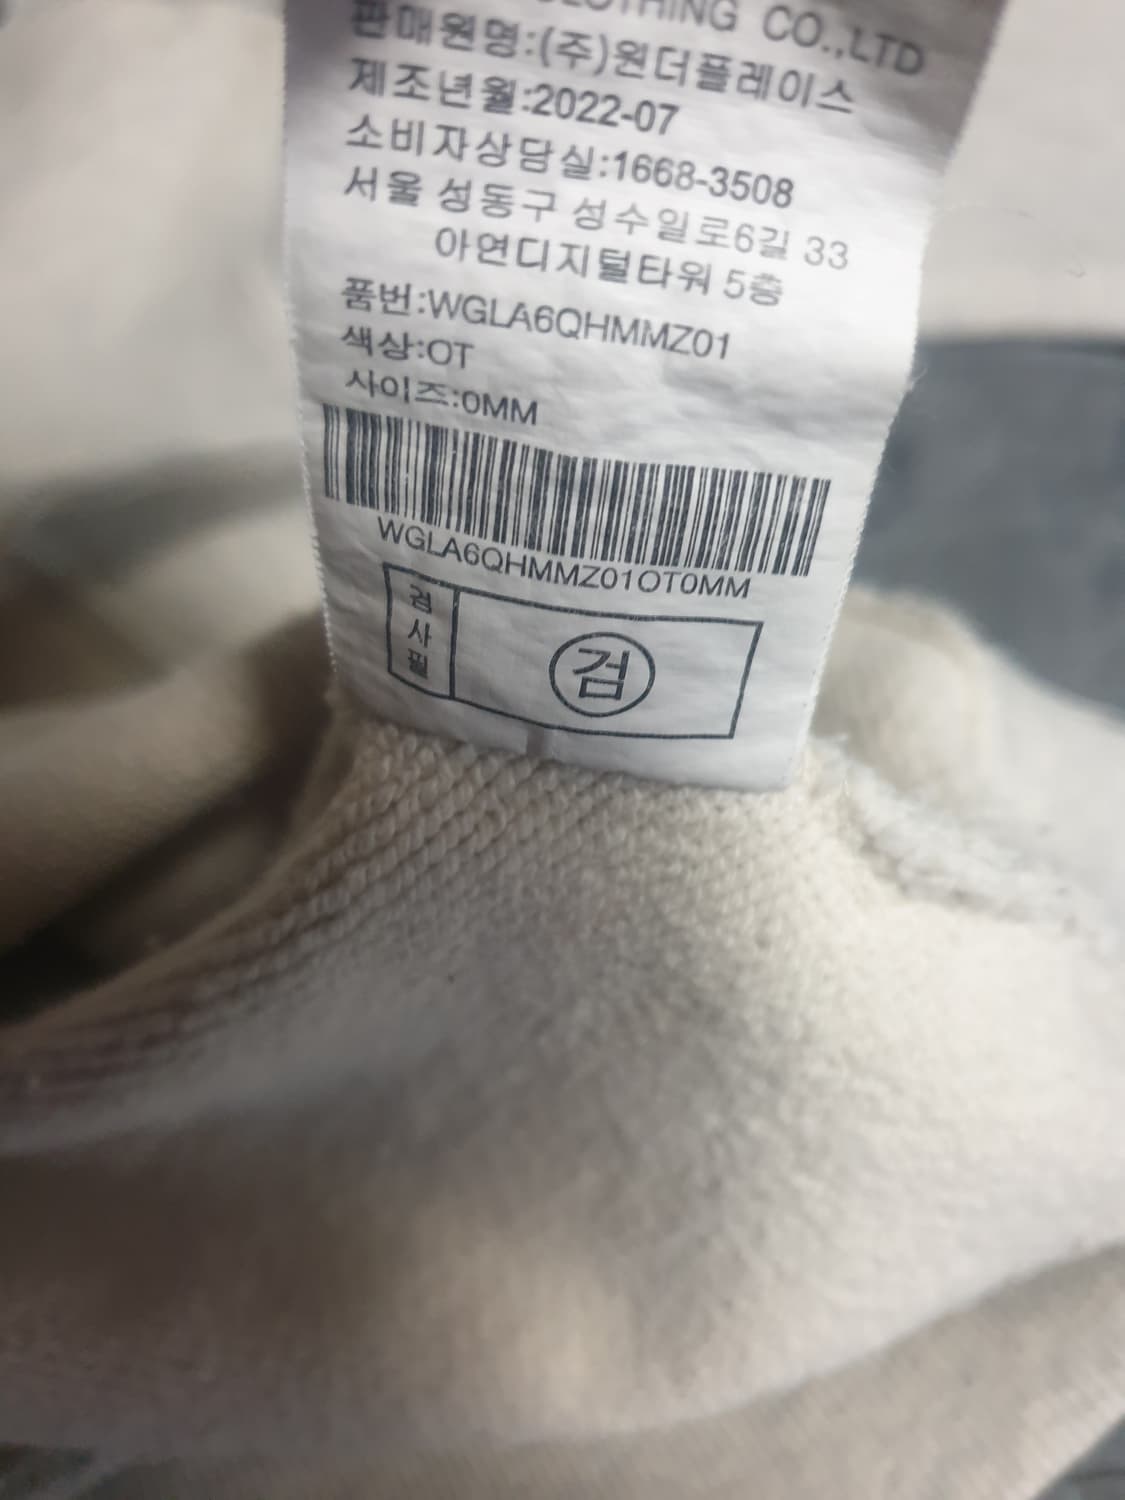 CLOTHING CO.,LTD
판매원명:(주)원더플레이스
제조년월:2022-07
소비자상담실:1668-3508
서울 성동구 성수일로6길 33
아연디지털타워 5층
품번:WGLA6QHMMZ01
색상:OT
사이즈:0MM
WGLA6QHMMZ01OT0MM
검사필
검